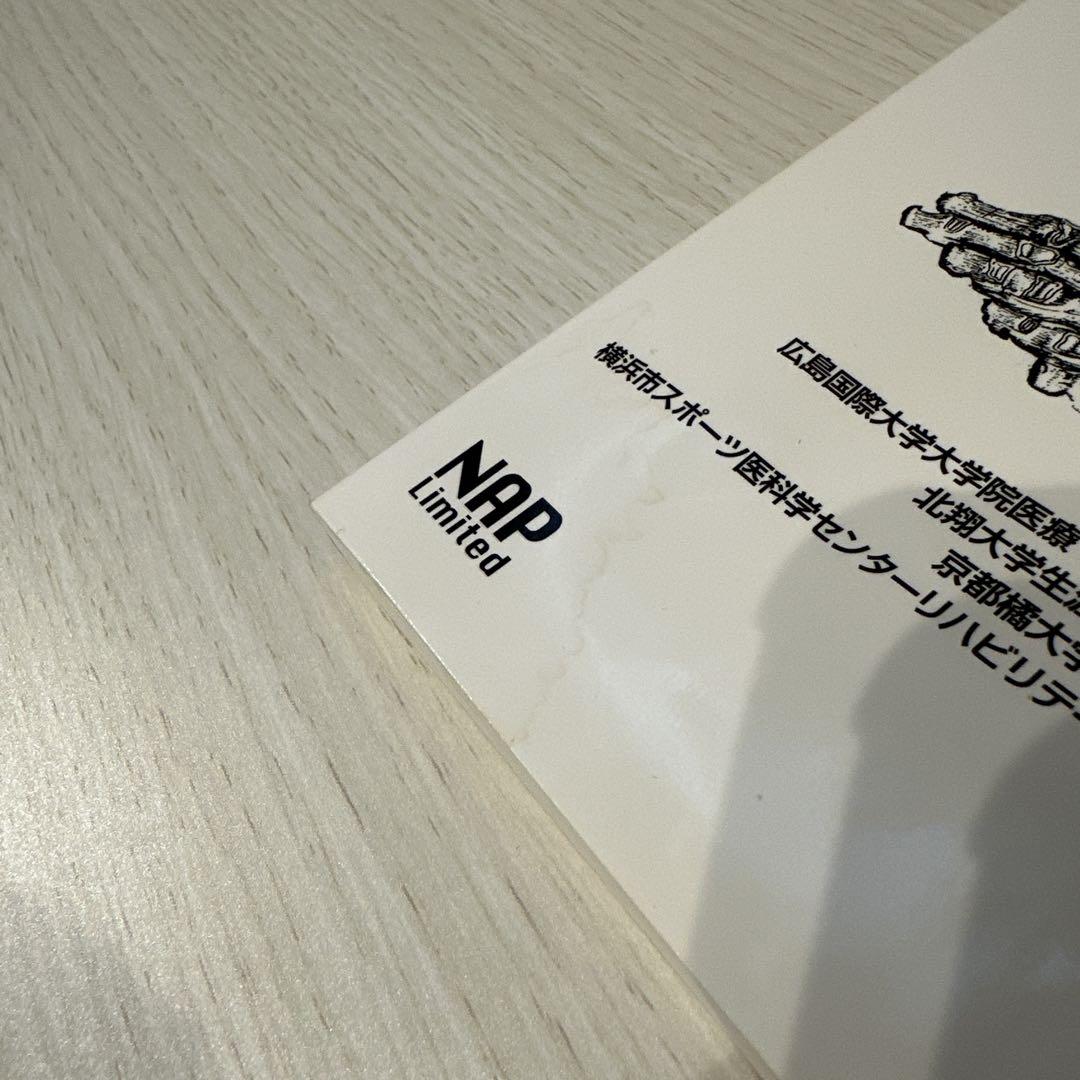 広島国際大学大学院医療
北翔大学生涯
京都橘大学
横浜市スポーツ医科学センターリハビリテ
NAP
Limited